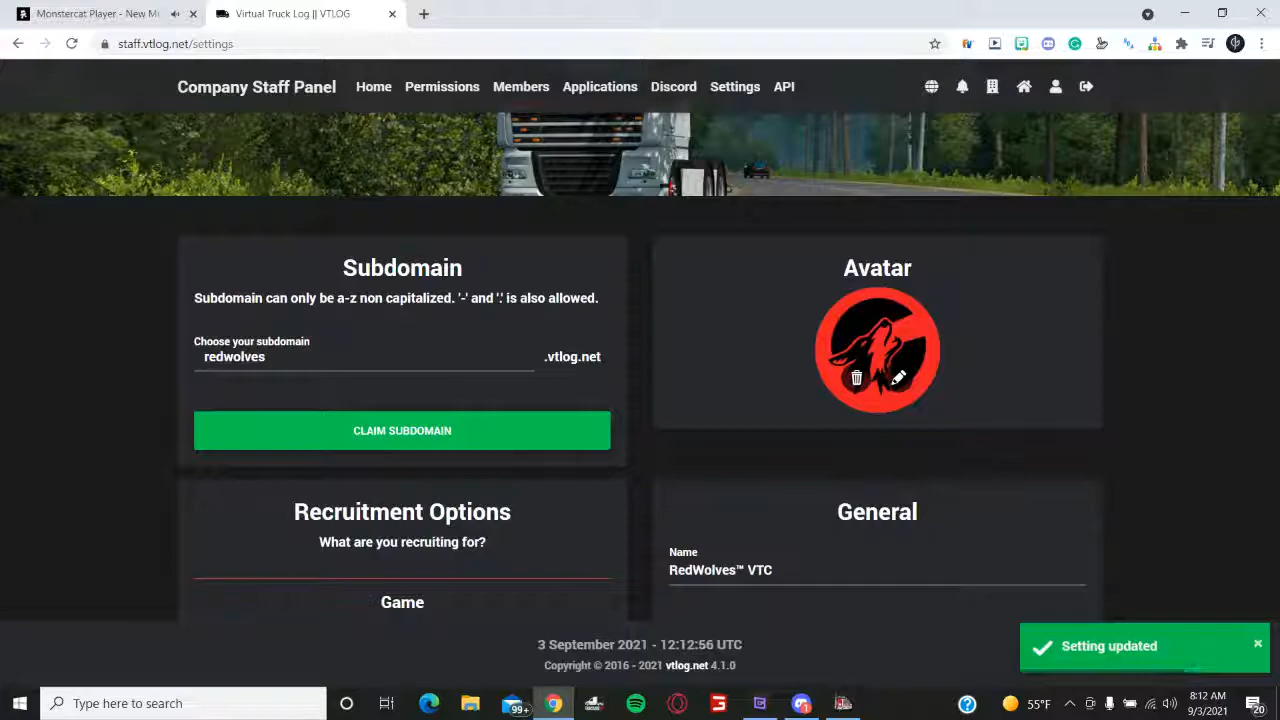 Monstercat Player - New Mu
Virtual Truck Log || VTLOG
staff.vtlog.net/settings
Company Staff Panel
Home
Permissions
Members
Applications
Discord
Settings
API
Subdomain
Subdomain can only be a-z non capitalized. '-' and '.' is also allowed.
Choose your subdomain
redwolves
.vtlog.net
CLAIM SUBDOMAIN
Avatar
Recruitment Options
What are you recruiting for?
Game
General
Name
RedWolves™ VTC
3 September 2021 - 12:12:56 UTC
Copyright © 2016 - 2021 vtlog.net 4.1.0
Setting updated
Type here to search
99+
1
55°F
8:12 AM
9/3/2021
20